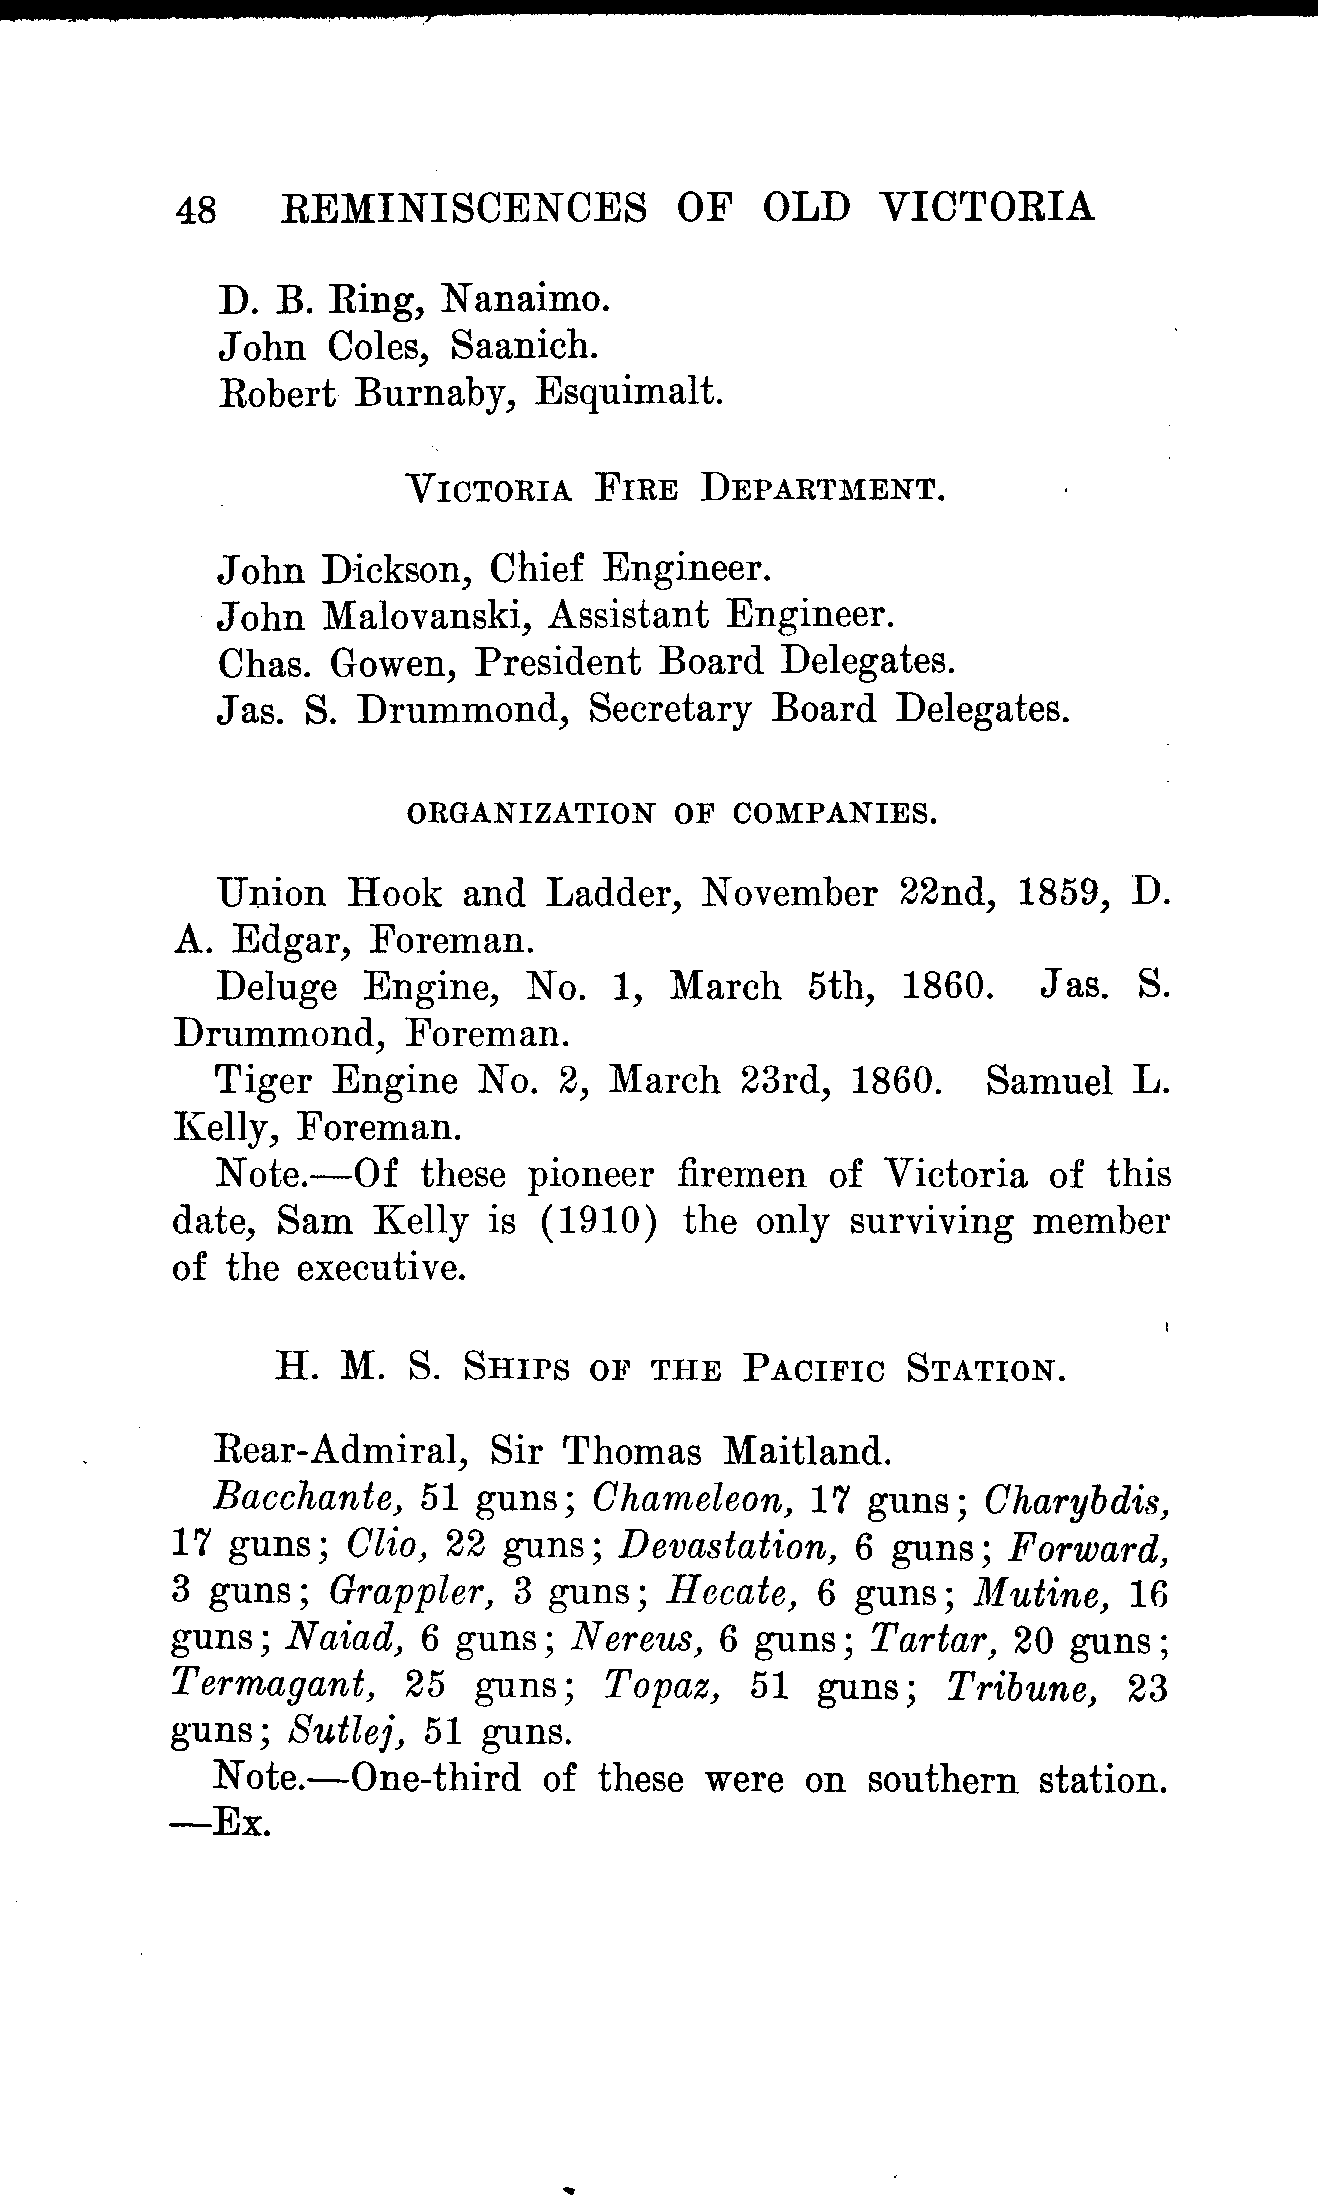 48 REMINISCENCES OF OLD VICTORIA
D. B. Ring, Nanaimo.
John Coles, Saanich.
Robert Burnaby, Esquimalt.
VICTORIA FIRE DEPARTMENT.
John Dickson, Chief Engineer.
John Malovanski, Assistant Engineer.
Chas. Gowen, President Board Delegates.
Jas. S. Drummond, Secretary Board Delegates.
ORGANIZATION OF COMPANIES.
Union Hook and Ladder, November 22nd, 1859, D.
A. Edgar, Foreman.
Deluge Engine, No. 1, March 5th, 1860. Jas. S.
Drummond, Foreman.
Tiger Engine No. 2, March 23rd, 1860. Samuel L.
Kelly, Foreman.
Note.—Of these pioneer firemen of Victoria of this
date, Sam Kelly is (1910) the only surviving member
of the executive.
H. M. S. SHIPS OF THE PACIFIC STATION.
Rear-Admiral, Sir Thomas Maitland.
Bacchante, 51 guns; Chameleon, 17 guns; Charybdis,
17 guns; Clio, 22 guns; Devastation, 6 guns; Forward,
3 guns; Grappler, 3 guns; Hecate, 6 guns; Mutine, 16
guns; Naiad, 6 guns; Nereus, 6 guns; Tartar, 20 guns;
Termagant, 25 guns; Topaz, 51 guns; Tribune, 23
guns; Sutlej, 51 guns.
Note.—One-third of these were on southern station.
—Ex.